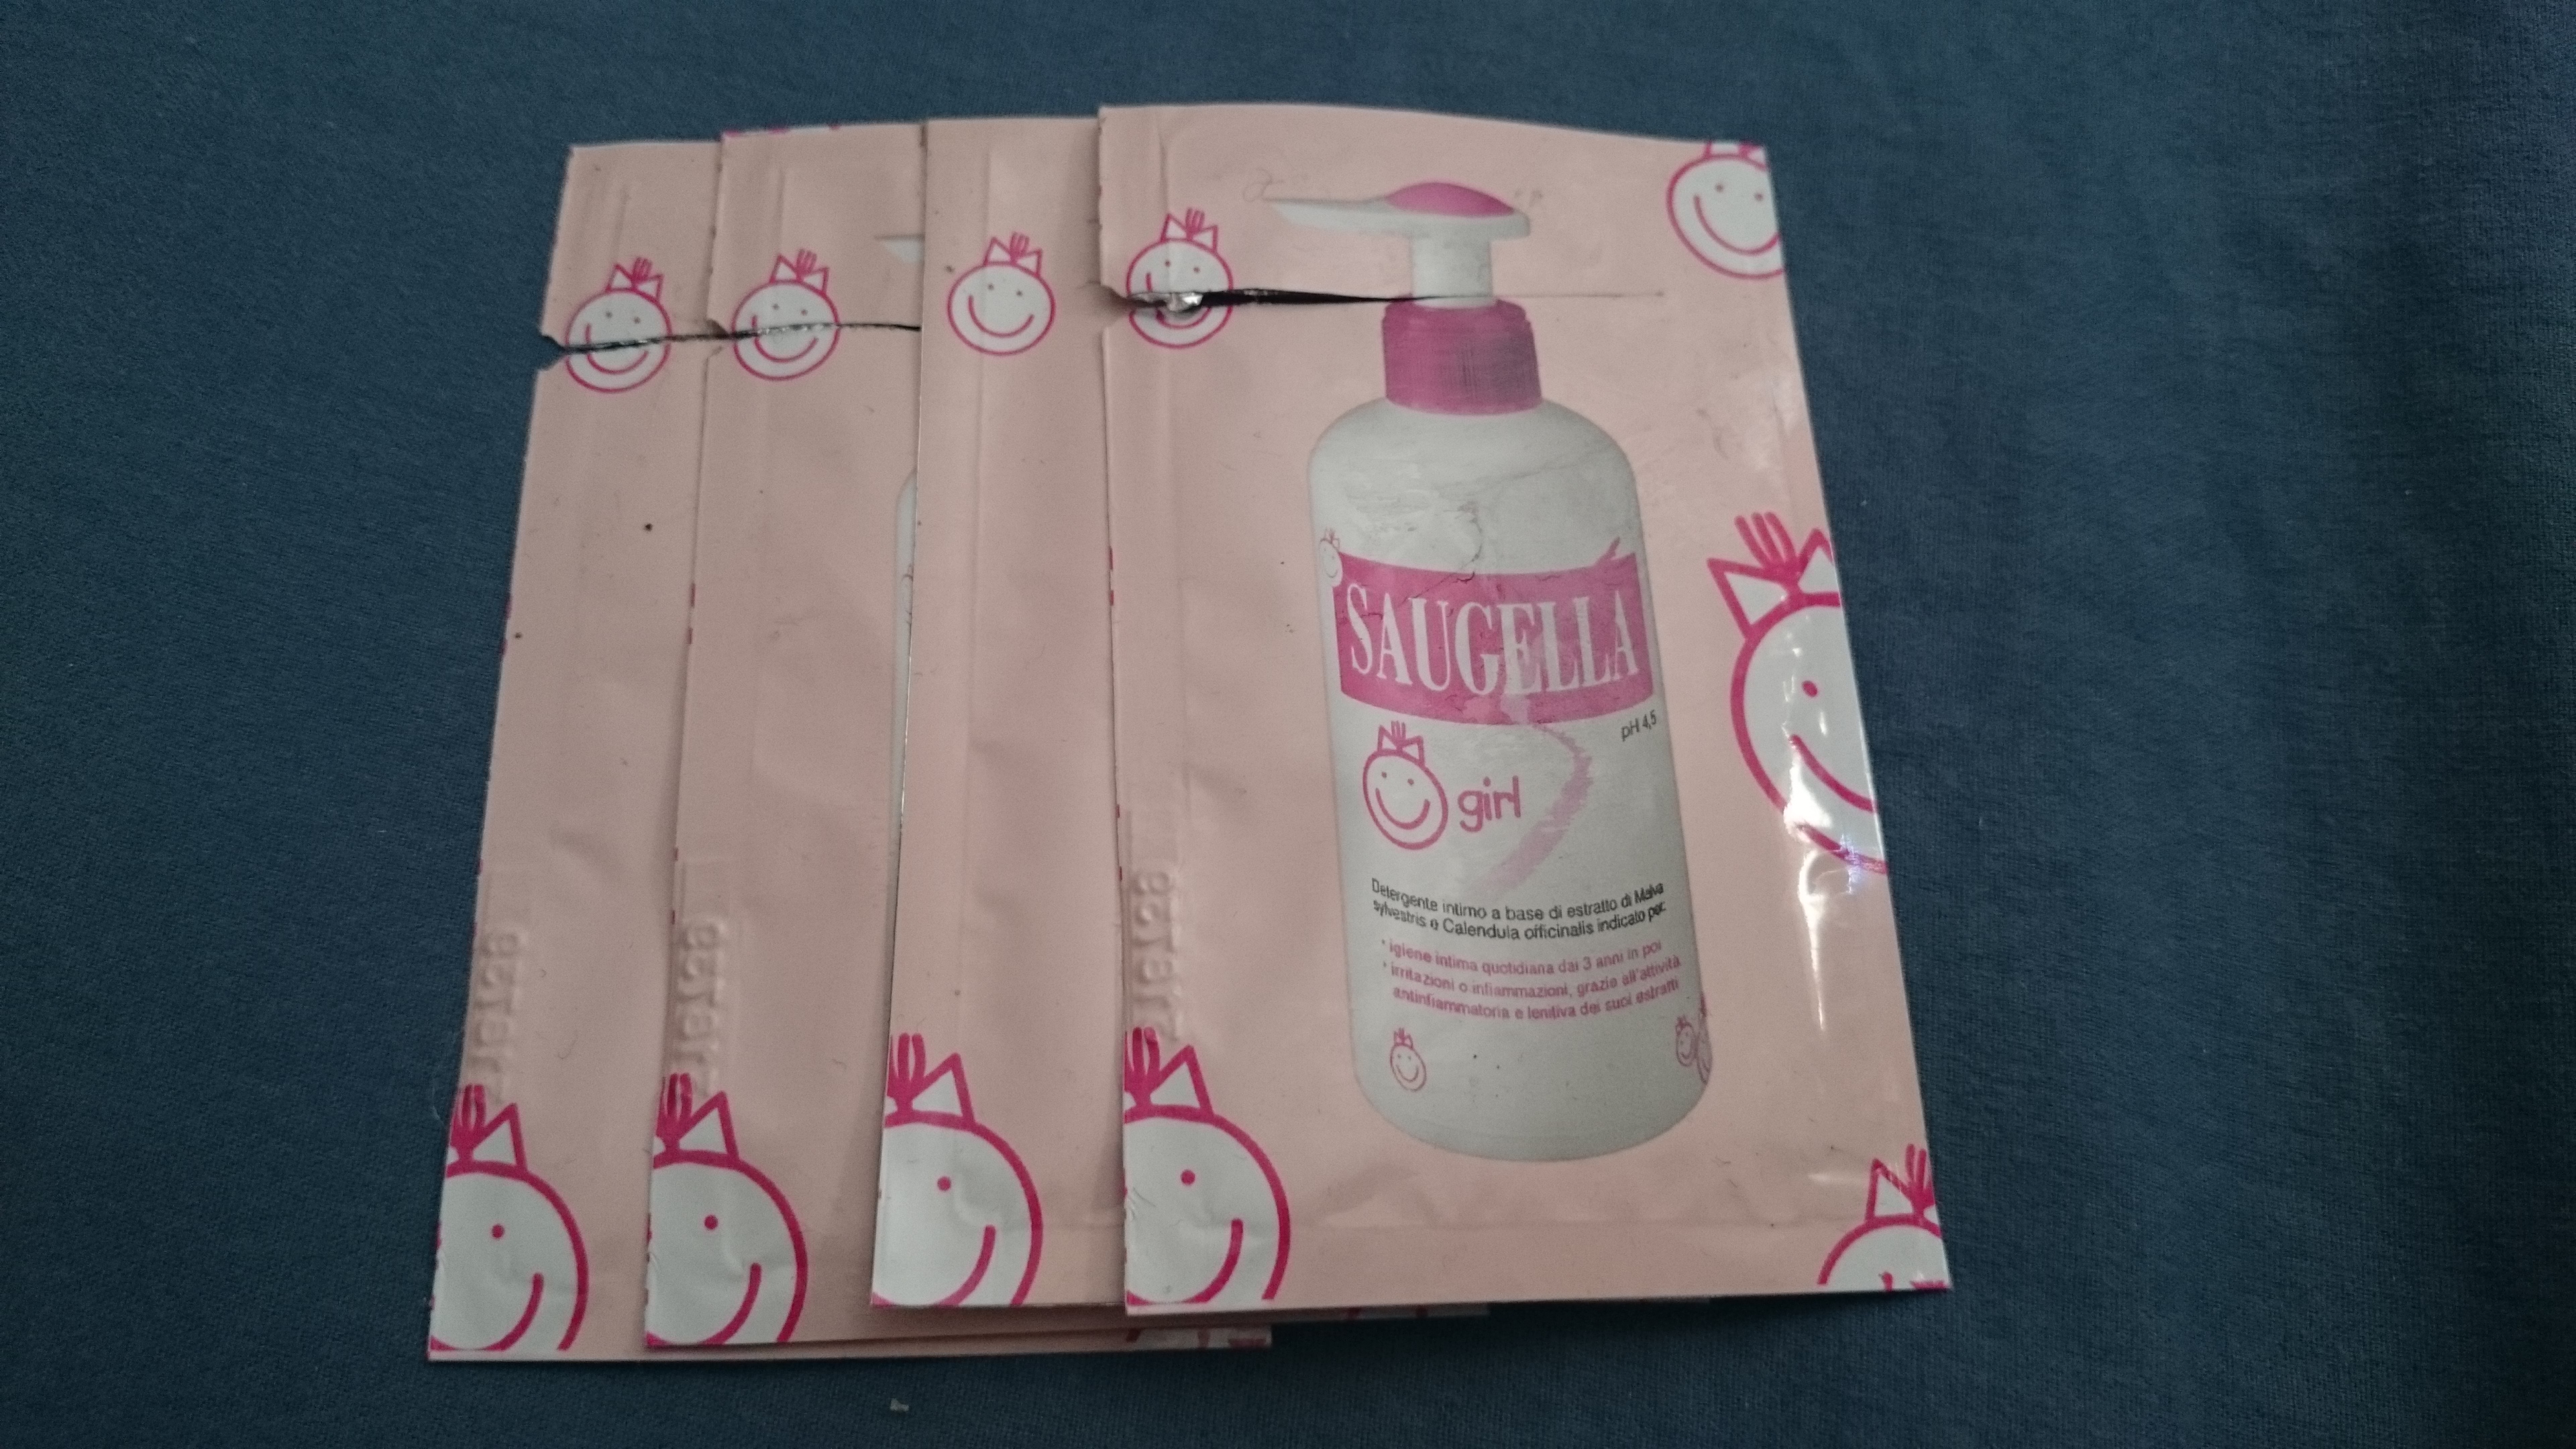 SAUGELLA
pH 4,5
girl
Detergente intimo a base di estratto di Malva
sylvestris e Calendula officinalis indicato per:
• igiene intima quotidiana dai 3 anni in poi
• irritazioni o infiammazioni, grazie all'attività
antinfiammatoria e lenitiva dei suoi estratti